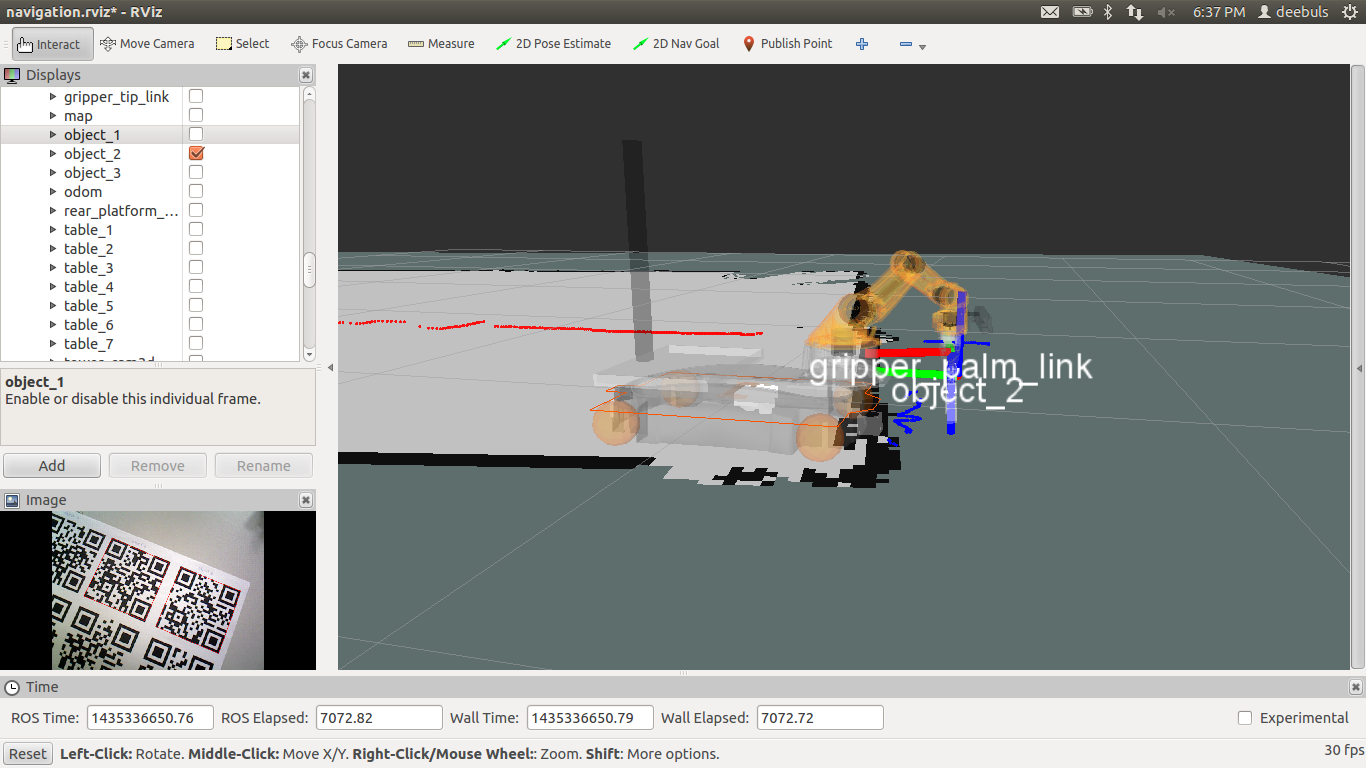 navigation.rviz* - RViz
6:37 PM deebuls
Interact Move Camera Select Focus Camera Measure 2D Pose Estimate 2D Nav Goal Publish Point
Displays
gripper_tip_link
map
object_1
object_2
object_3
odom
rear_platform_...
table_1
table_2
table_3
table_4
table_5
table_6
table_7
object_1
Enable or disable this individual frame.
Add Remove Rename
Image
gripper_palm_link
object_2
Time
ROS Time: 1435336650.76 ROS Elapsed: 7072.82 Wall Time: 1435336650.79 Wall Elapsed: 7072.72 Experimental
Reset Left-Click: Rotate. Middle-Click: Move X/Y. Right-Click/Mouse Wheel:: Zoom. Shift: More options. 30 fps